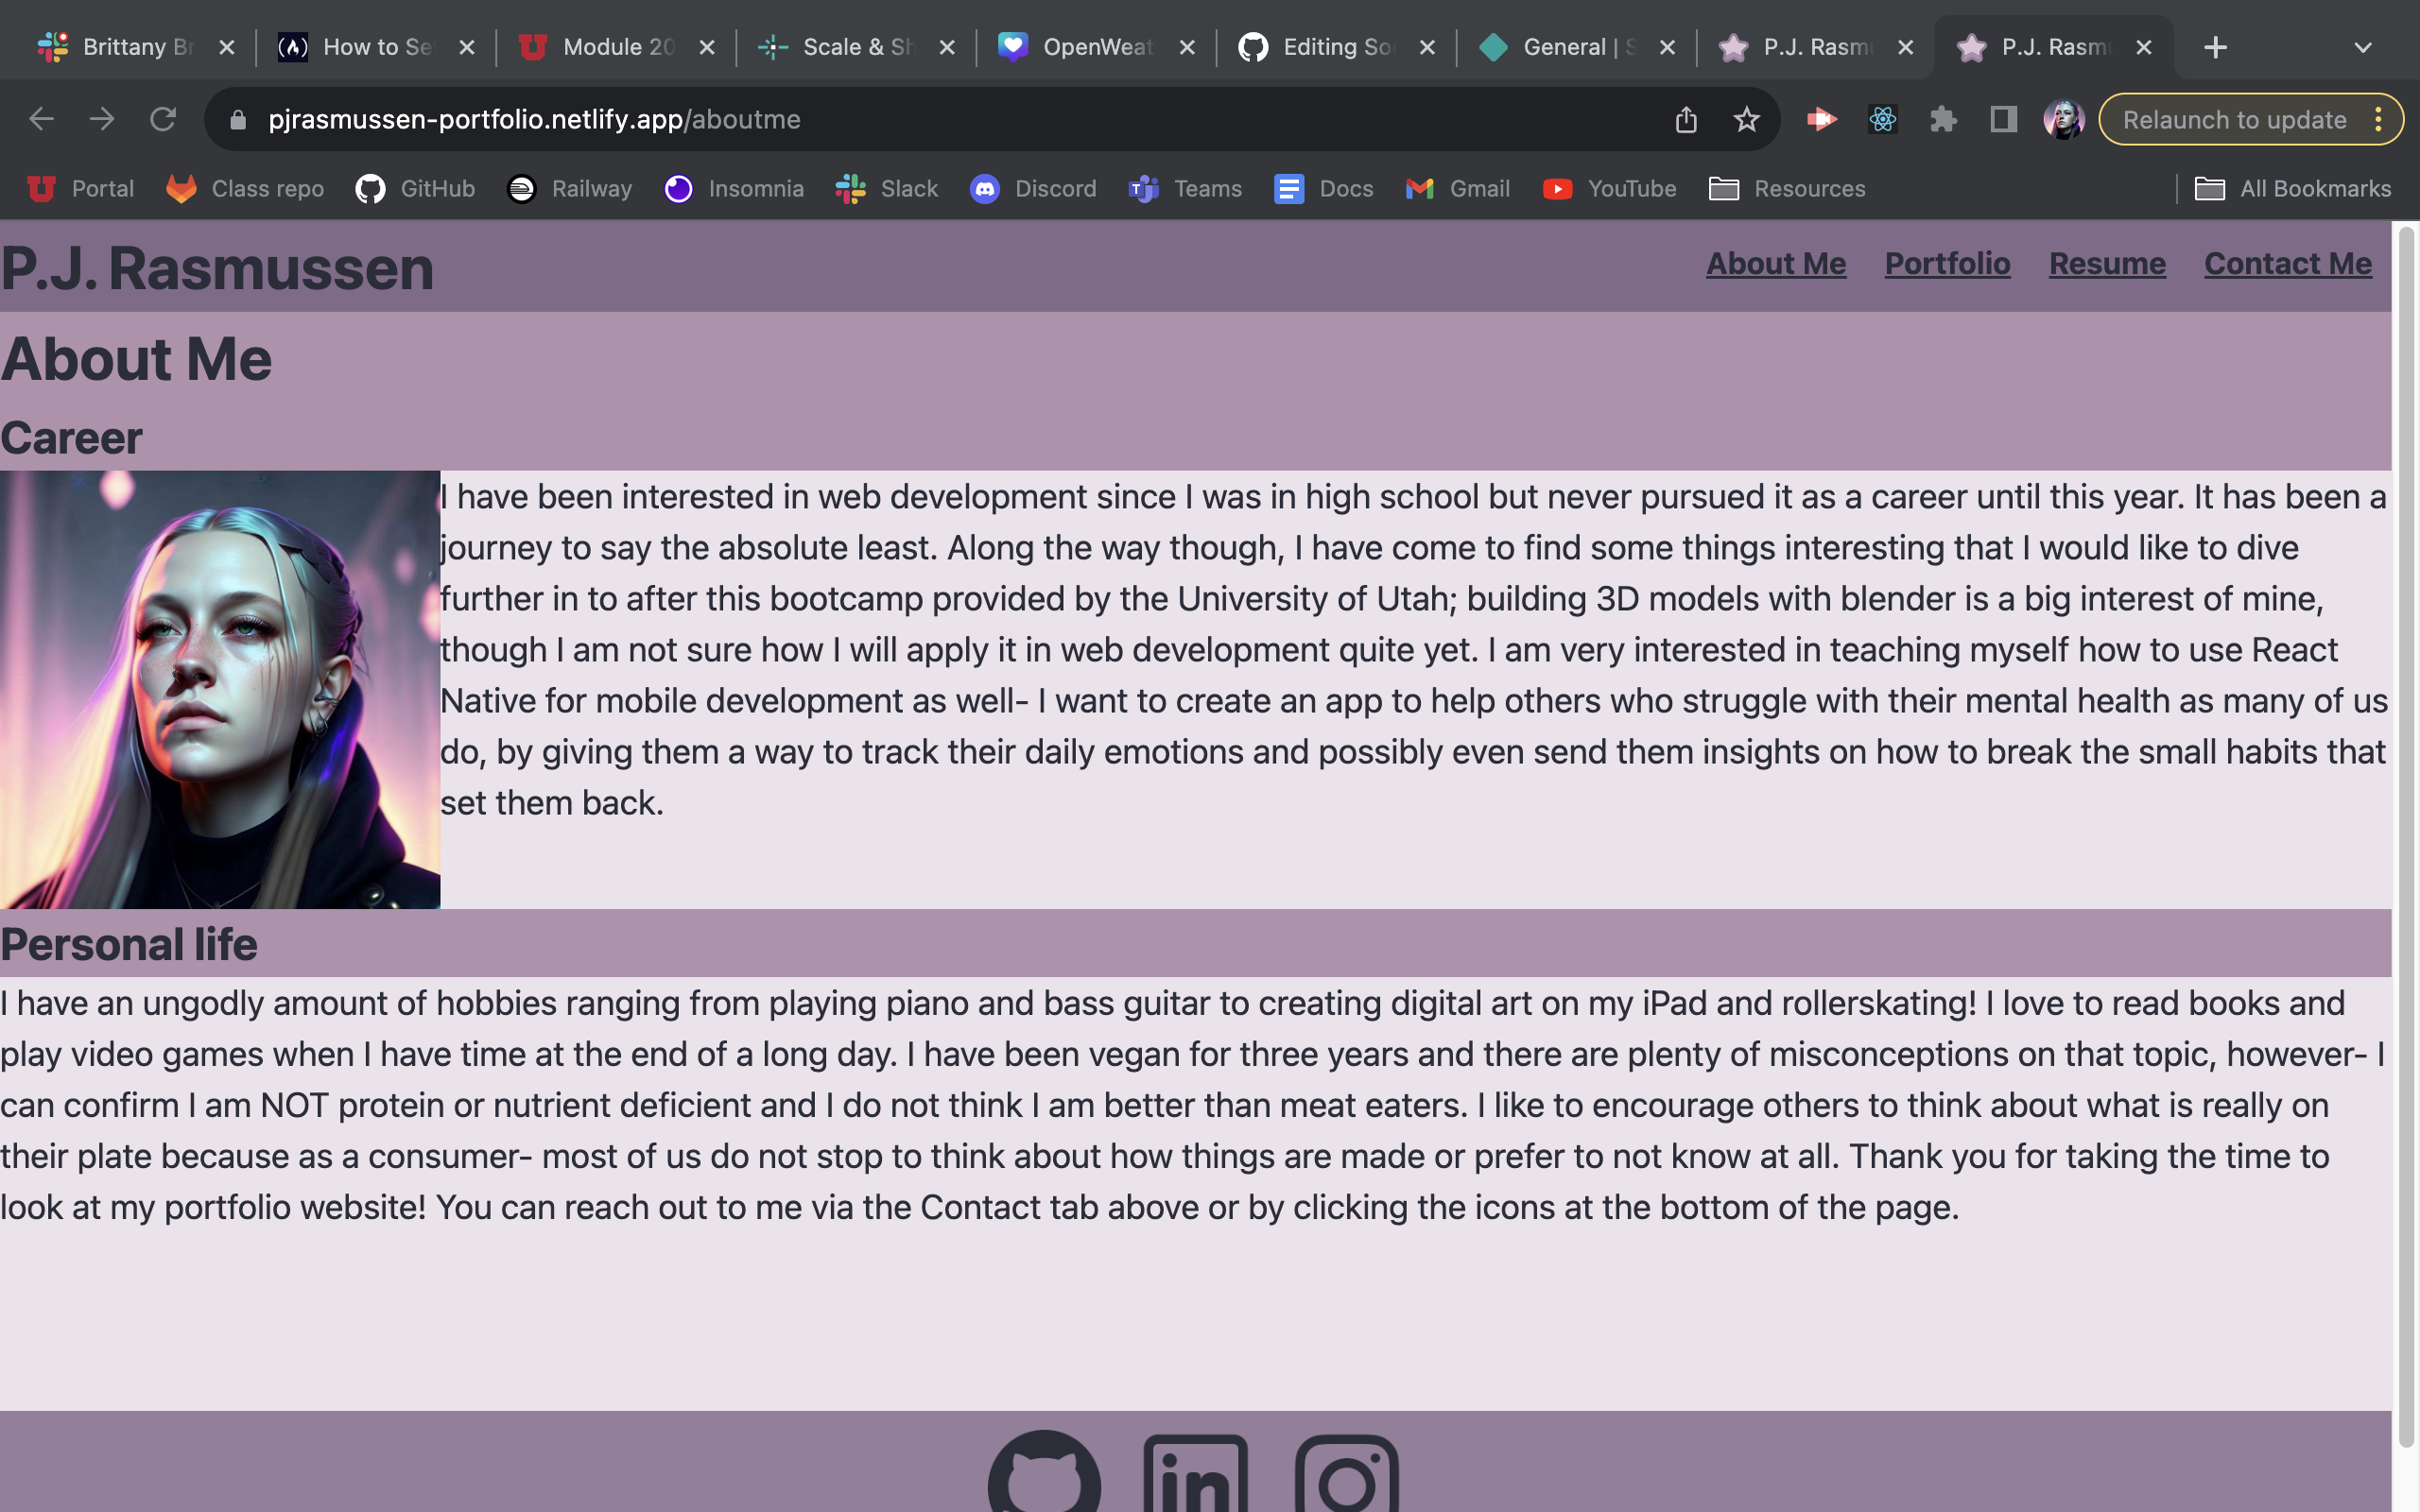 Brittany Br
How to Se
Module 20
Scale & Sh
OpenWeat
Editing So
General | S
P.J. Rasm
P.J. Rasm
pjrasmussen-portfolio.netlify.app/aboutme
Relaunch to update
Portal
Class repo
GitHub
Railway
Insomnia
Slack
Discord
Teams
Docs
Gmail
YouTube
Resources
All Bookmarks
P.J. Rasmussen
About Me
Portfolio
Resume
Contact Me
About Me
Career
I have been interested in web development since I was in high school but never pursued it as a career until this year. It has been a
journey to say the absolute least. Along the way though, I have come to find some things interesting that I would like to dive
further in to after this bootcamp provided by the University of Utah; building 3D models with blender is a big interest of mine,
though I am not sure how I will apply it in web development quite yet. I am very interested in teaching myself how to use React
Native for mobile development as well- I want to create an app to help others who struggle with their mental health as many of us
do, by giving them a way to track their daily emotions and possibly even send them insights on how to break the small habits that
set them back.
Personal life
I have an ungodly amount of hobbies ranging from playing piano and bass guitar to creating digital art on my iPad and rollerskating! I love to read books and
play video games when I have time at the end of a long day. I have been vegan for three years and there are plenty of misconceptions on that topic, however- I
can confirm I am NOT protein or nutrient deficient and I do not think I am better than meat eaters. I like to encourage others to think about what is really on
their plate because as a consumer- most of us do not stop to think about how things are made or prefer to not know at all. Thank you for taking the time to
look at my portfolio website! You can reach out to me via the Contact tab above or by clicking the icons at the bottom of the page.
in